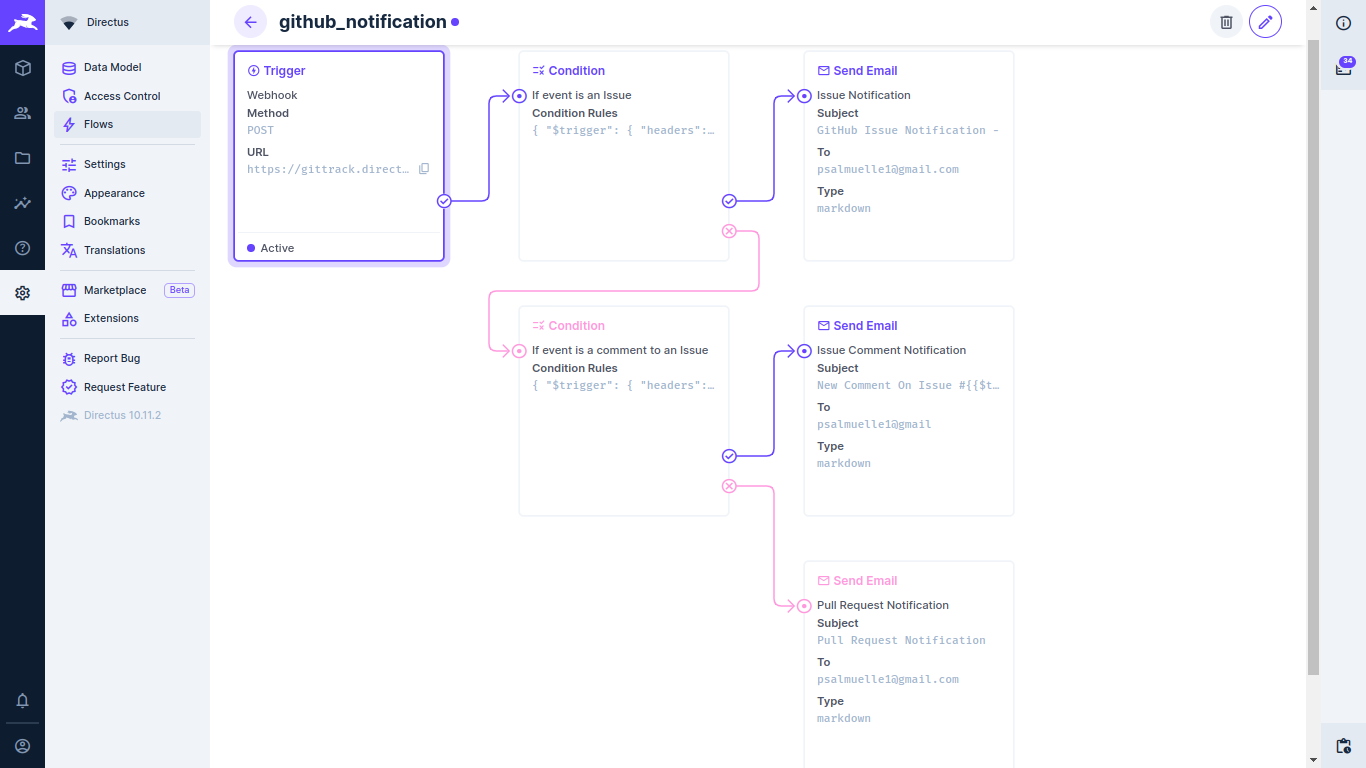 Directus
github_notification
34
Data Model
Access Control
Flows
Settings
Appearance
Bookmarks
Translations
Marketplace
Beta
Extensions
Report Bug
Request Feature
Directus 10.11.2
Trigger
Webhook
Method
POST
URL
https://gittrack.direct…
Active
Condition
If event is an Issue
Condition Rules
{ "$trigger": { "headers":…
Send Email
Issue Notification
Subject
GitHub Issue Notification -
To
psalmuelle1@gmail.com
Type
markdown
Condition
If event is a comment to an Issue
Condition Rules
{ "$trigger": { "headers":…
Send Email
Issue Comment Notification
Subject
New Comment On Issue #{{$t…
To
psalmuelle1@gmail
Type
markdown
Send Email
Pull Request Notification
Subject
Pull Request Notification
To
psalmuelle1@gmail.com
Type
markdown